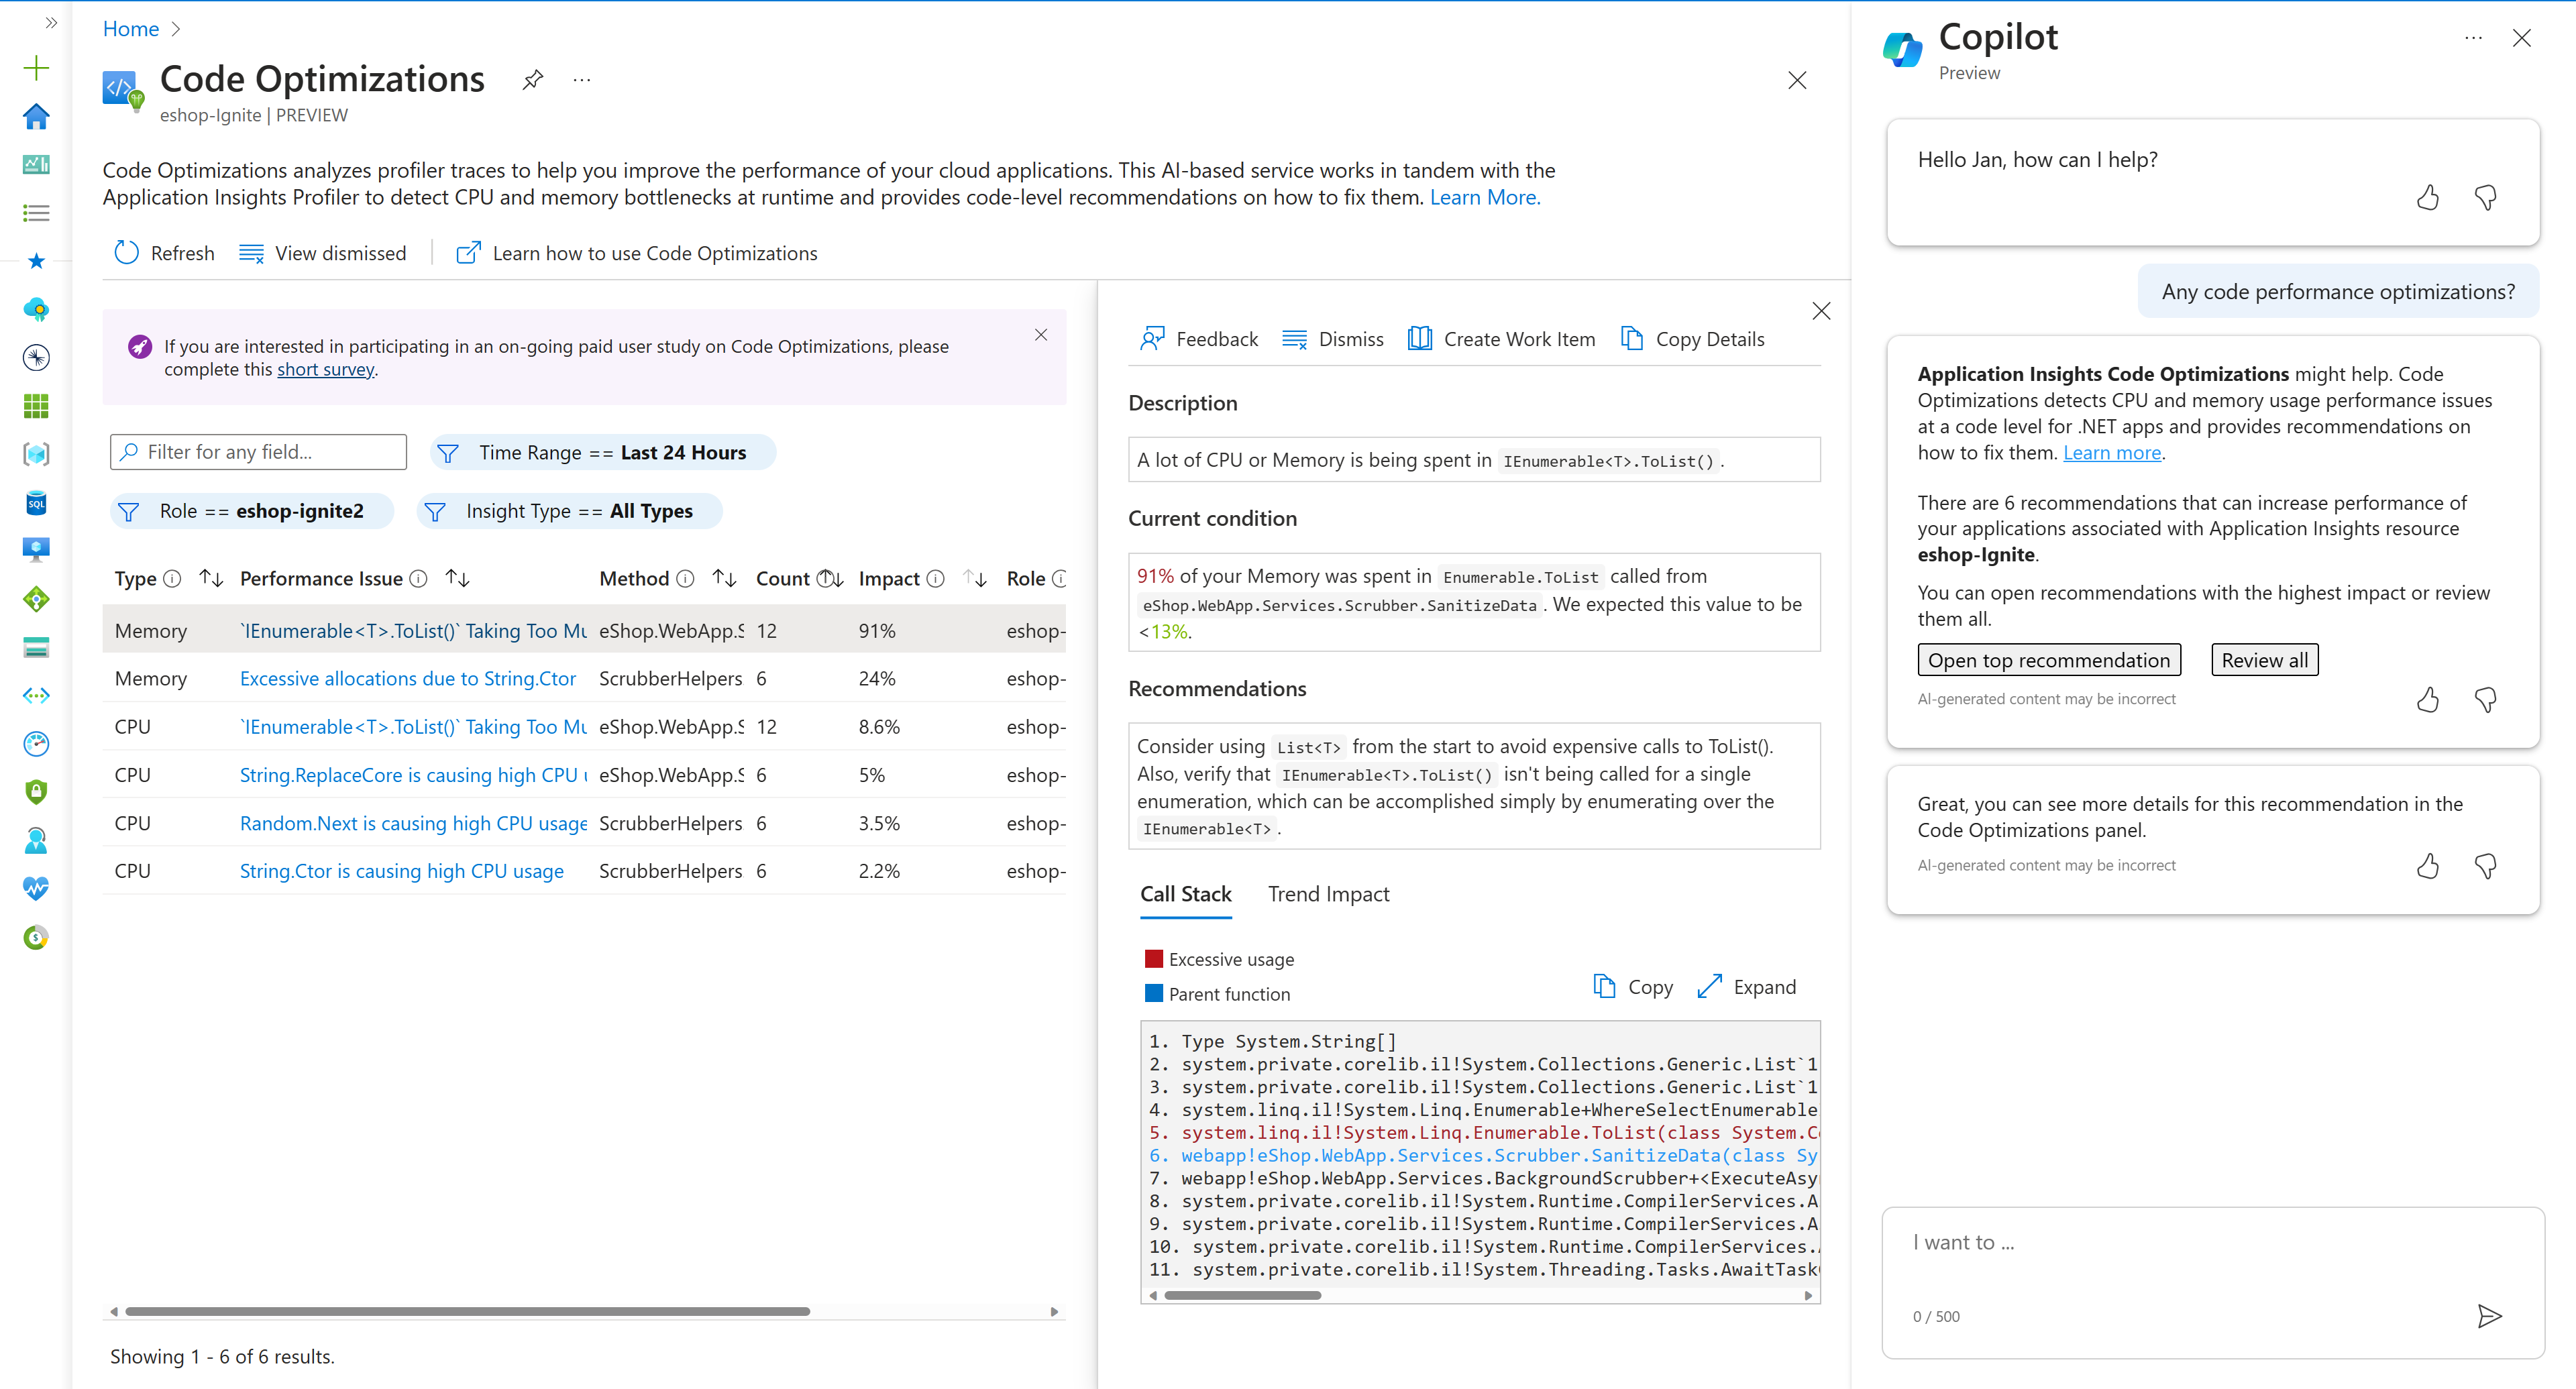 Home
Code Optimizations
eshop-Ignite | PREVIEW
Code Optimizations analyzes profiler traces to help you improve the performance of your cloud applications. This AI-based service works in tandem with the
Application Insights Profiler to detect CPU and memory bottlenecks at runtime and provides code-level recommendations on how to fix them. Learn More.
Refresh View dismissed Learn how to use Code Optimizations
If you are interested in participating in an on-going paid user study on Code Optimizations, please
complete this short survey.
Filter for any field... Time Range == Last 24 Hours
Role == eshop-ignite2 Insight Type == All Types
Type Performance Issue Method Count Impact Role
Memory `IEnumerable<T>.ToList()` Taking Too Mu eShop.WebApp.S 12 91% eshop-
Memory Excessive allocations due to String.Ctor ScrubberHelpers 6 24% eshop-
CPU `IEnumerable<T>.ToList()` Taking Too Mu eShop.WebApp.S 12 8.6% eshop-
CPU String.ReplaceCore is causing high CPU u eShop.WebApp.S 6 5% eshop-
CPU Random.Next is causing high CPU usage ScrubberHelpers 6 3.5% eshop-
CPU String.Ctor is causing high CPU usage ScrubberHelpers 6 2.2% eshop-
Showing 1 - 6 of 6 results.
Feedback Dismiss Create Work Item Copy Details
Description
A lot of CPU or Memory is being spent in IEnumerable<T>.ToList() .
Current condition
91% of your Memory was spent in Enumerable.ToList called from
eShop.WebApp.Services.Scrubber.SanitizeData . We expected this value to be
<13%.
Recommendations
Consider using List<T> from the start to avoid expensive calls to ToList().
Also, verify that IEnumerable<T>.ToList() isn't being called for a single
enumeration, which can be accomplished simply by enumerating over the
IEnumerable<T> .
Call Stack Trend Impact
Excessive usage
Parent function
Copy Expand
1. Type System.String[]
2. system.private.corelib.il!System.Collections.Generic.List`1
3. system.private.corelib.il!System.Collections.Generic.List`1
4. system.linq.il!System.Linq.Enumerable+WhereSelectEnumerable
5. system.linq.il!System.Linq.Enumerable.ToList(class System.Co
6. webapp!eShop.WebApp.Services.Scrubber.SanitizeData(class Sy
7. webapp!eShop.WebApp.Services.BackgroundScrubber+<ExecuteAsy
8. system.private.corelib.il!System.Runtime.CompilerServices.A
9. system.private.corelib.il!System.Runtime.CompilerServices.A
10. system.private.corelib.il!System.Runtime.CompilerServices.A
11. system.private.corelib.il!System.Threading.Tasks.AwaitTask
Copilot
Preview
Hello Jan, how can I help?
Any code performance optimizations?
Application Insights Code Optimizations might help. Code
Optimizations detects CPU and memory usage performance issues
at a code level for .NET apps and provides recommendations on
how to fix them. Learn more.
There are 6 recommendations that can increase performance of
your applications associated with Application Insights resource
eshop-Ignite.
You can open recommendations with the highest impact or review
them all.
Open top recommendation Review all
AI-generated content may be incorrect
Great, you can see more details for this recommendation in the
Code Optimizations panel.
AI-generated content may be incorrect
I want to ...
0 / 500